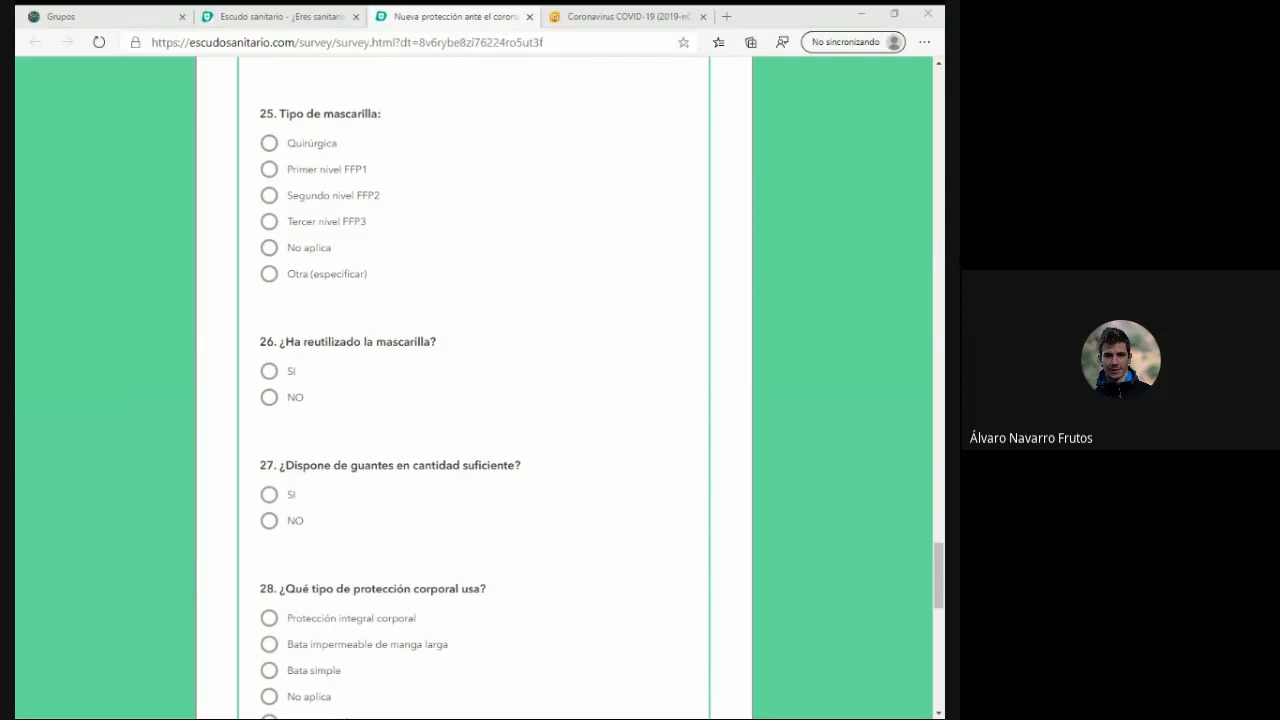 Grupos
Escudo sanitario - ¿Eres sanitari
Nueva protección ante el corona
Coronavirus COVID-19 (2019-nC
https://escudosanitario.com/survey/survey.html?dt=8v6rybe8zi76224ro5ut3f
No sincronizando
25. Tipo de mascarilla:
Quirúrgica
Primer nivel FFP1
Segundo nivel FFP2
Tercer nivel FFP3
No aplica
Otra (especificar)
26. ¿Ha reutilizado la mascarilla?
SI
NO
27. ¿Dispone de guantes en cantidad suficiente?
SI
NO
28. ¿Qué tipo de protección corporal usa?
Protección integral corporal
Bata impermeable de manga larga
Bata simple
No aplica
Álvaro Navarro Frutos